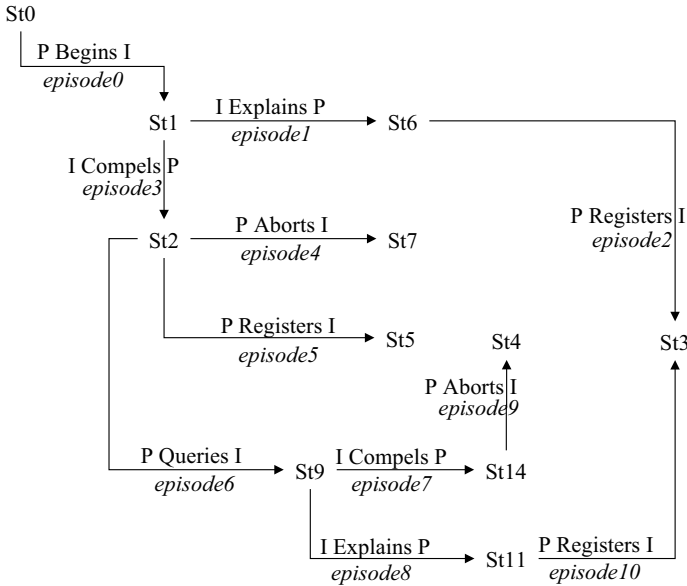 St0
P Begins I
episode0
St1
I Explains P
episode1
St6
I Compels P
episode3
P Registers I
episode2
St2
P Aborts I
episode4
St7
P Registers I
episode5
St5
St4
St3
P Aborts I
episode9
P Queries I
episode6
St9
I Compels P
episode7
St14
I Explains P
episode8
St11
P Registers I
episode10